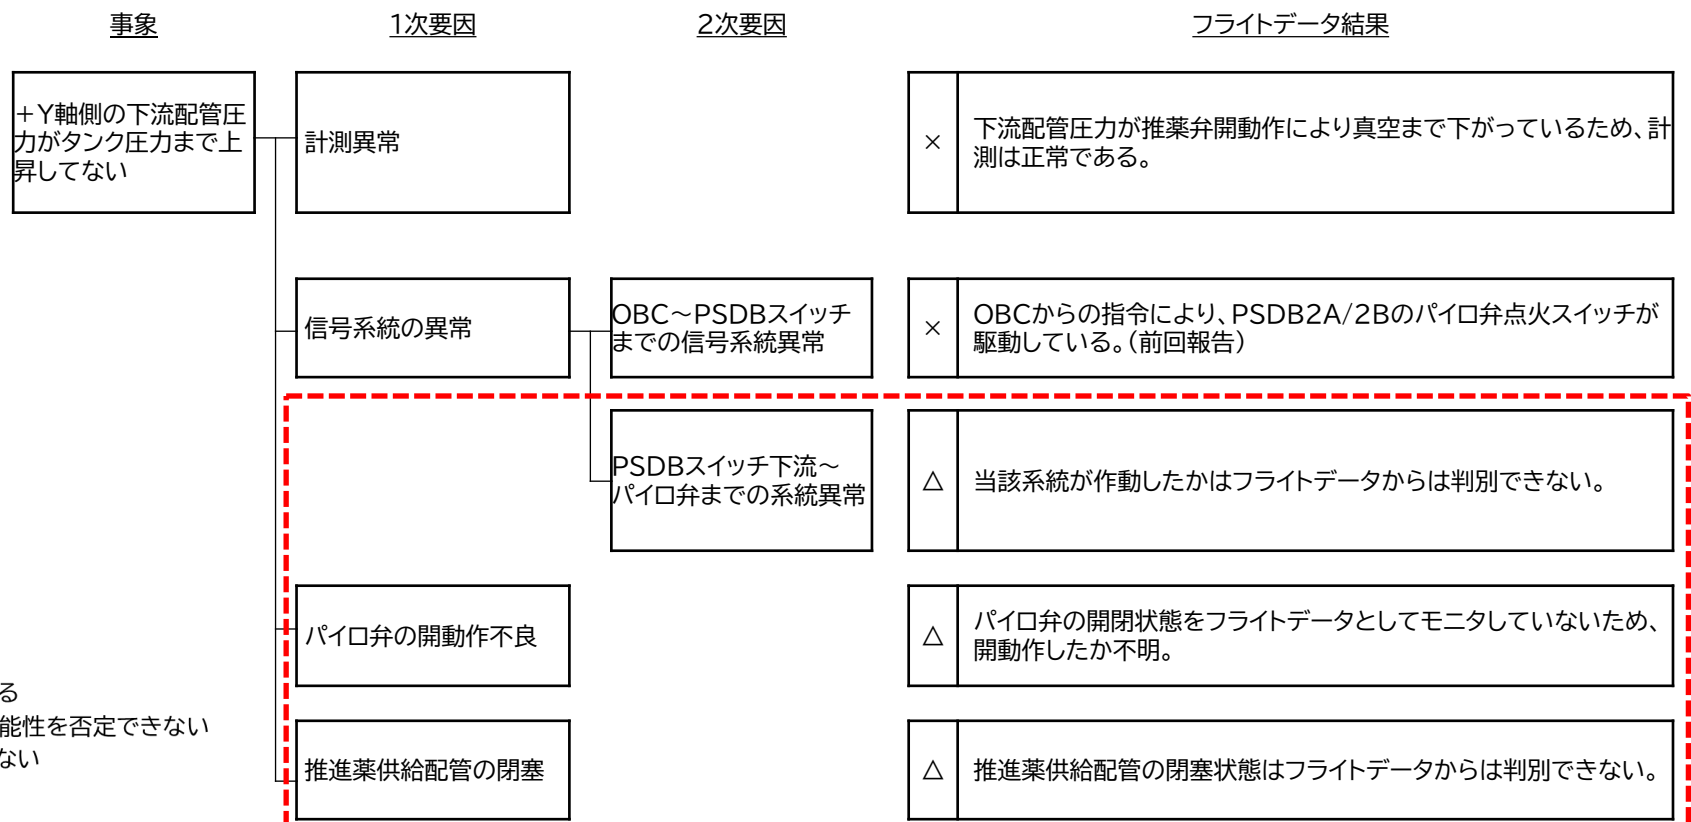 事象
1次要因
2次要因
フライトデータ結果
+Y軸側の下流配管圧
力がタンク圧力まで上
昇してない
計測異常
×
下流配管圧力が推薬弁開動作により真空まで下がっているため、計
測は正常である。
信号系統の異常
OBC～PSDBスイッチ
までの信号系統異常
×
OBCからの指令により、PSDB2A/2Bのパイロ弁点火スイッチが
駆動している。(前回報告)
PSDBスイッチ下流～
パイロ弁までの系統異常
△
当該系統が作動したかはフライトデータからは判別できない。
パイロ弁の開動作不良
△
パイロ弁の開閉状態をフライトデータとしてモニタしていないため、
開動作したか不明。
る
能性を否定できない
ない
推進薬供給配管の閉塞
△
推進薬供給配管の閉塞状態はフライトデータからは判別できない。